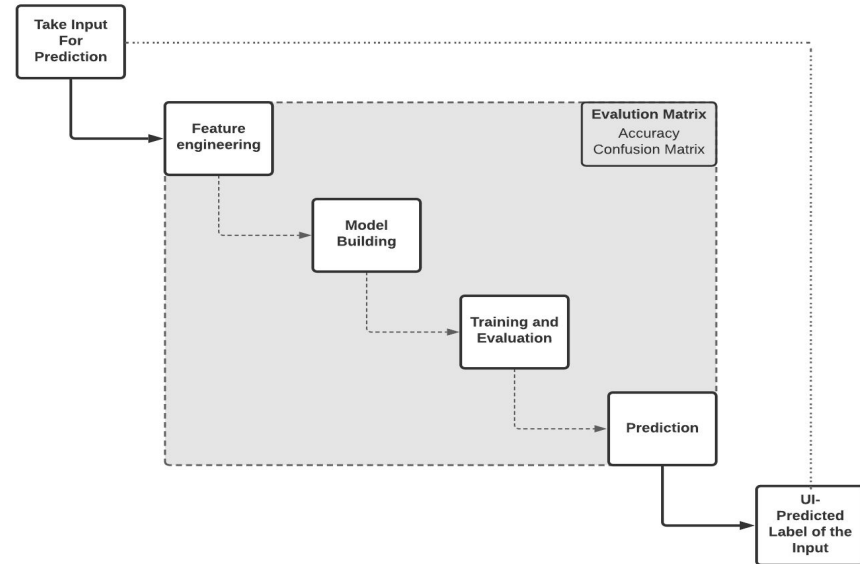 Take Input
For
Prediction
Feature
engineering
Evalution Matrix
Accuracy
Confusion Matrix
Model
Building
Training and
Evaluation
Prediction
UI-
Predicted
Label of the
Input